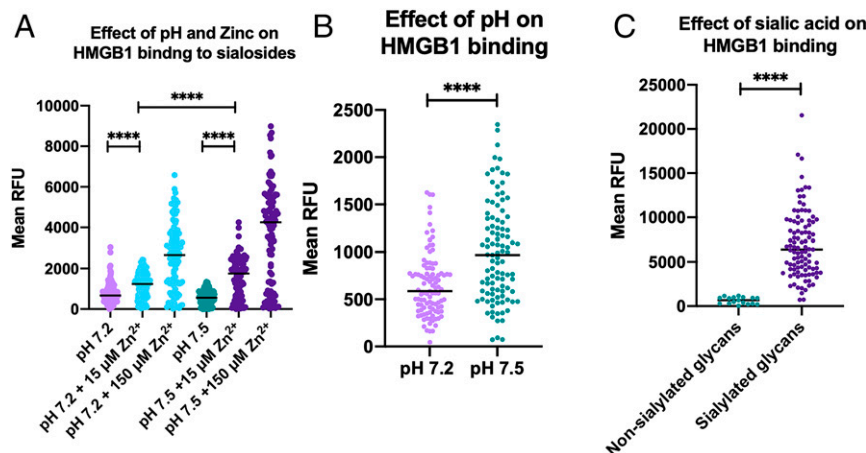 A
Effect of pH and Zinc on
HMGB1 bindng to sialosides
Mean RFU
10000
8000
6000
4000
2000
0
****
****
****
pH 7.2
pH 7.2 + 15 µM Zn²⁺
pH 7.2 + 150 µM Zn²⁺
pH 7.5
pH 7.5 +15 µM Zn²⁺
pH 7.5 +150 µM Zn²⁺
B
Effect of pH on
HMGB1 binding
Mean RFU
2500
2000
1500
1000
500
0
****
pH 7.2
pH 7.5
C
Effect of sialic acid on
HMGB1 binding
Mean RFU
25000
20000
15000
10000
5000
0
****
Non-sialylated glycans
Sialylated glycans